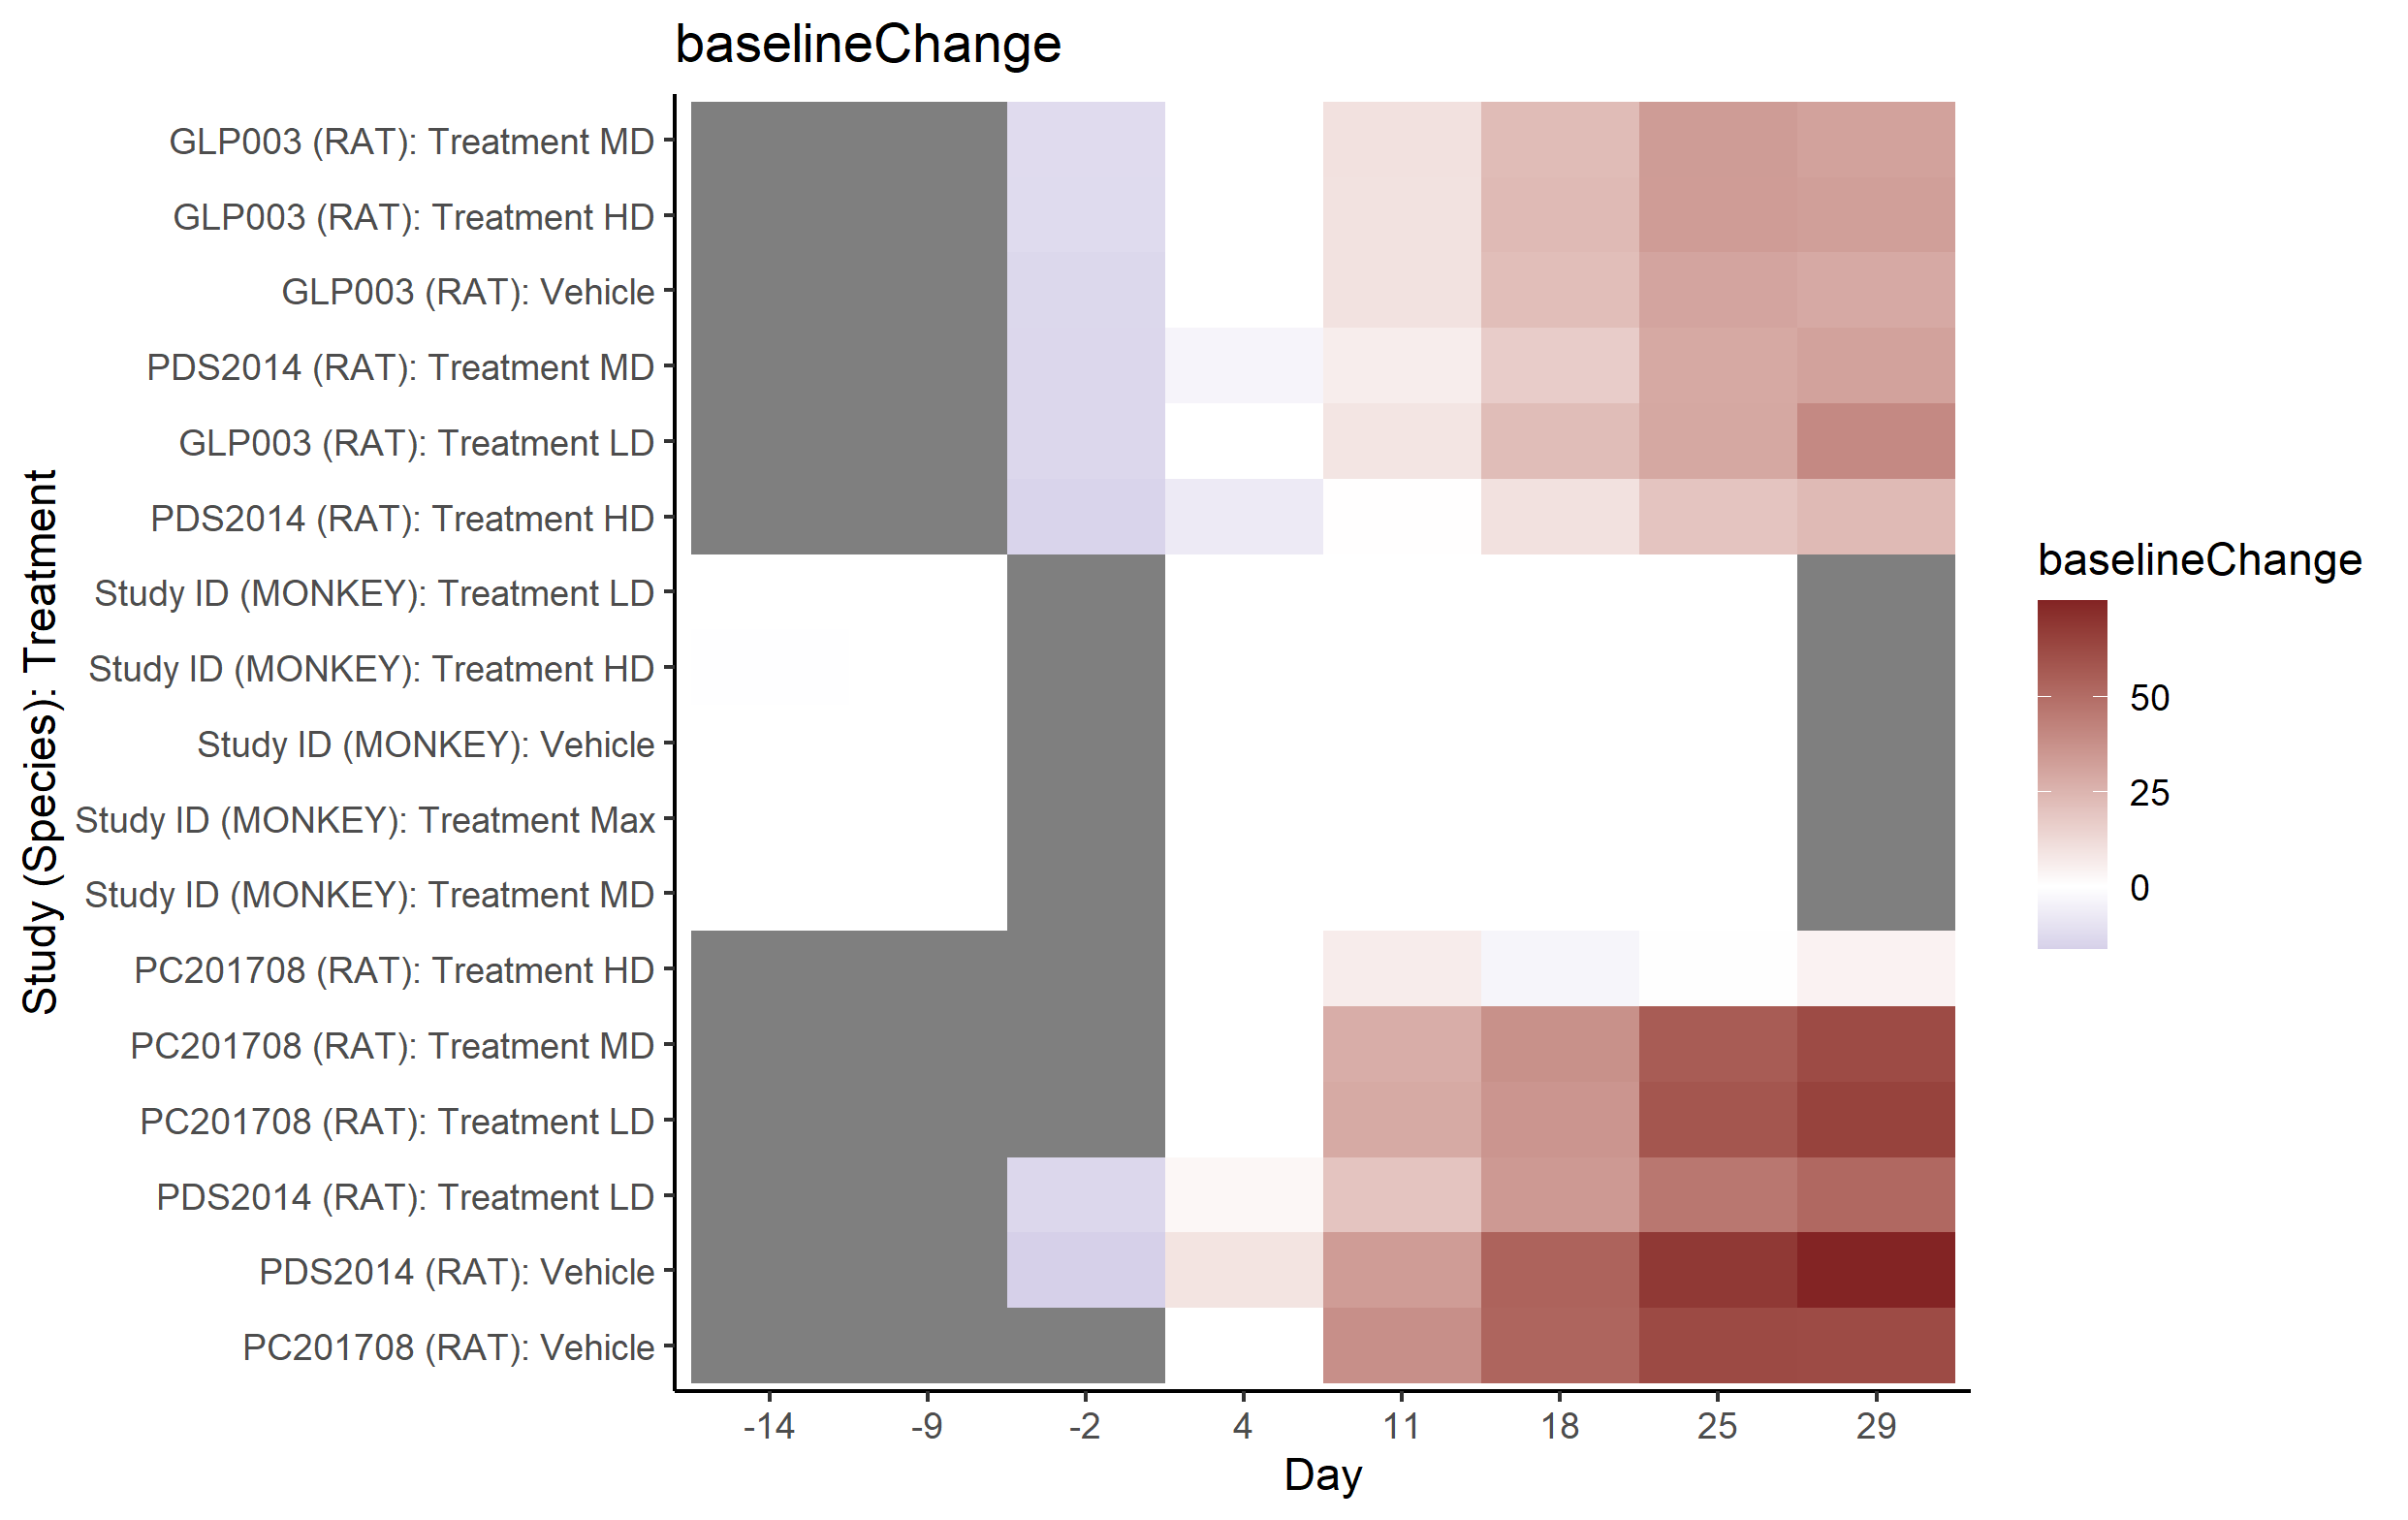 baselineChange
Study (Species): Treatment
GLP003 (RAT): Treatment MD
GLP003 (RAT): Treatment HD
GLP003 (RAT): Vehicle
PDS2014 (RAT): Treatment MD
GLP003 (RAT): Treatment LD
PDS2014 (RAT): Treatment HD
Study ID (MONKEY): Treatment LD
Study ID (MONKEY): Treatment HD
Study ID (MONKEY): Vehicle
Study ID (MONKEY): Treatment Max
Study ID (MONKEY): Treatment MD
PC201708 (RAT): Treatment HD
PC201708 (RAT): Treatment MD
PC201708 (RAT): Treatment LD
PDS2014 (RAT): Treatment LD
PDS2014 (RAT): Vehicle
PC201708 (RAT): Vehicle
-14 -9 -2 4 11 18 25 29
Day
baselineChange
50
25
0